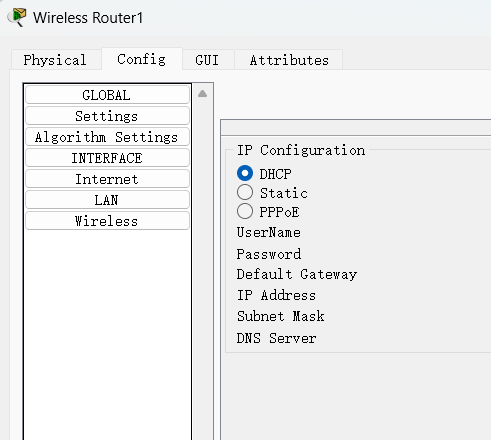 Wireless Router1
Physical Config GUI Attributes
GLOBAL
Settings
Algorithm Settings
INTERFACE
Internet
LAN
Wireless
IP Configuration
DHCP
Static
PPPoE
UserName
Password
Default Gateway
IP Address
Subnet Mask
DNS Server